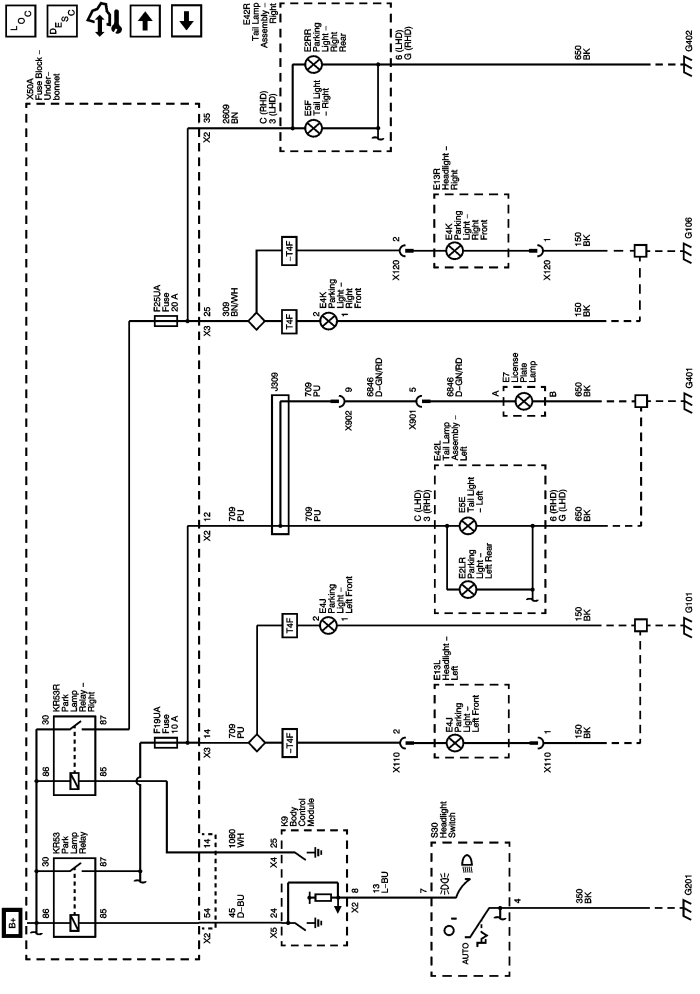 L O C
D E S C
X50A
Fuse Block –
Under-
bonnet
B+
KR53
Park
Lamp
Relay
86
30
85
87
KR53R
Park
Lamp
Relay –
Right
86
30
85
87
F19UA
Fuse
10 A
F25UA
Fuse
20 A
X2
54
14
X3
14
X2
12
X3
25
X2
35
45
D–BU
1080
WH
709
PU
709
PU
309
BN/WH
2609
BN
X5
24
X4
25
K9
Body
Control
Module
X2
8
13
L–BU
S30
Headlight
Switch
7
AUTO
4
350
BK
G201
–T4F
X110
2
E13L
Headlight –
Left
E4J
Parking
Light –
Left Front
X110
1
150
BK
T4F
2
E4J
Parking
Light –
Left Front
1
150
BK
G101
J309
709
PU
C (LHD)
3 (RHD)
E42L
Tail Lamp
Assembly –
Left
E2LR
Parking
Light –
Left Rear
E5E
Tail Light
– Left
6 (RHD)
G (LHD)
650
BK
709
PU
X902
9
6846
D–GN/RD
X901
5
6846
D–GN/RD
A
E7
License
Plate
Lamp
B
650
BK
G401
T4F
2
E4K
Parking
Light –
Right
Front
1
150
BK
–T4F
X120
2
E13R
Headlight –
Right
E4K
Parking
Light –
Right
Front
X120
1
150
BK
G106
C (RHD)
3 (LHD)
E42R
Tail Lamp
Assembly –
Right
E5F
Tail Light
– Right
E2RR
Parking
Light –
Right
Rear
6 (LHD)
G (RHD)
650
BK
G402